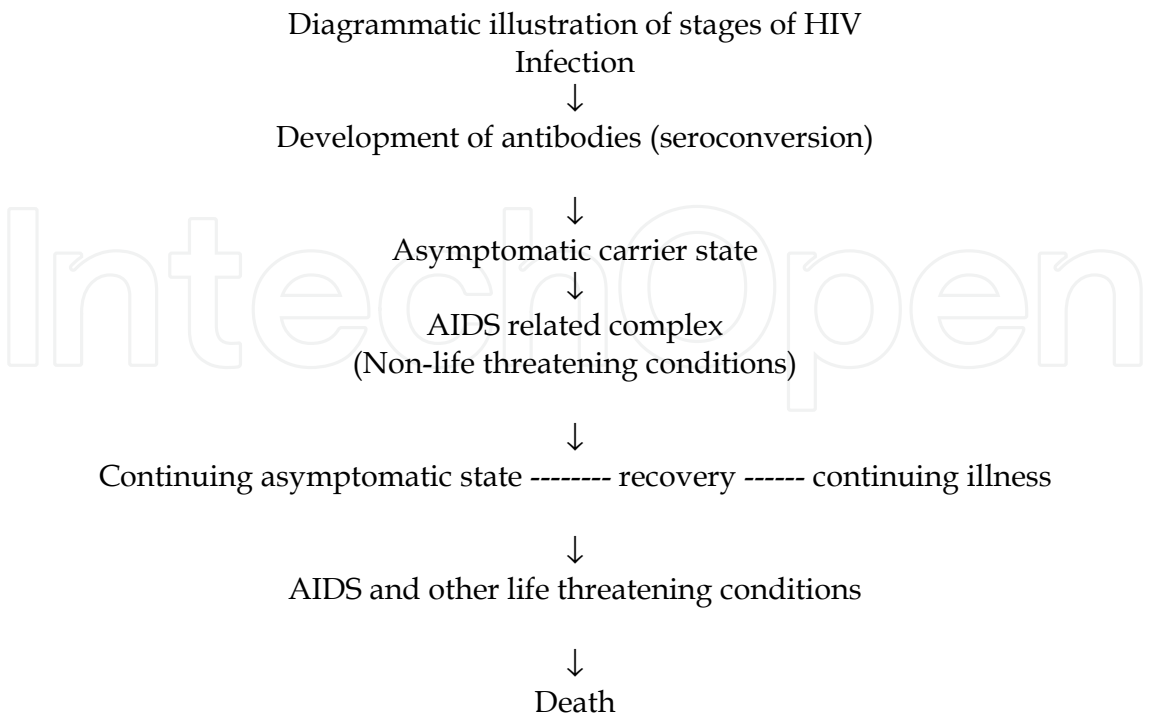 Diagrammatic illustration of stages of HIV
Infection
↓
Development of antibodies (seroconversion)
↓
Asymptomatic carrier state
↓
AIDS related complex
(Non-life threatening conditions)
↓
Continuing asymptomatic state -------- recovery ------ continuing illness
↓
AIDS and other life threatening conditions
↓
Death
IntechOpen